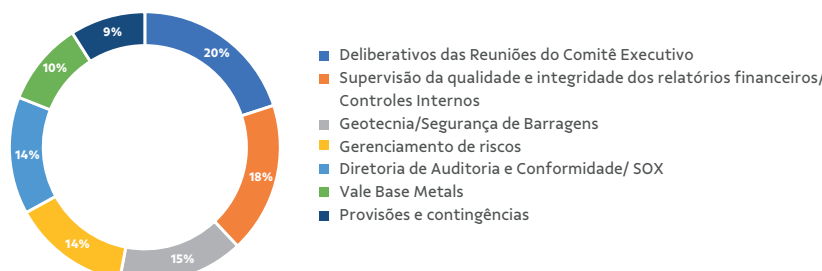 9%
20%
10%
14%
18%
14%
15%
Deliberativos das Reuniões do Comitê Executivo
Supervisão da qualidade e integridade dos relatórios financeiros/
Controles Internos
Geotecnia/Segurança de Barragens
Gerenciamento de riscos
Diretoria de Auditoria e Conformidade/ SOX
Vale Base Metals
Provisões e contingências